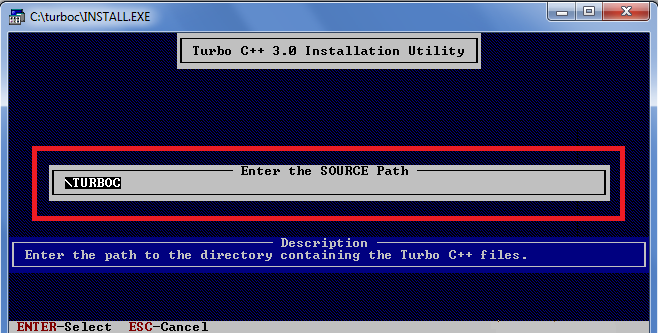 C:\turboc\INSTALL.EXE
Turbo C++ 3.0 Installation Utility
Enter the SOURCE Path
\TURBOC
Description
Enter the path to the directory containing the Turbo C++ files.
ENTER-Select ESC-Cancel